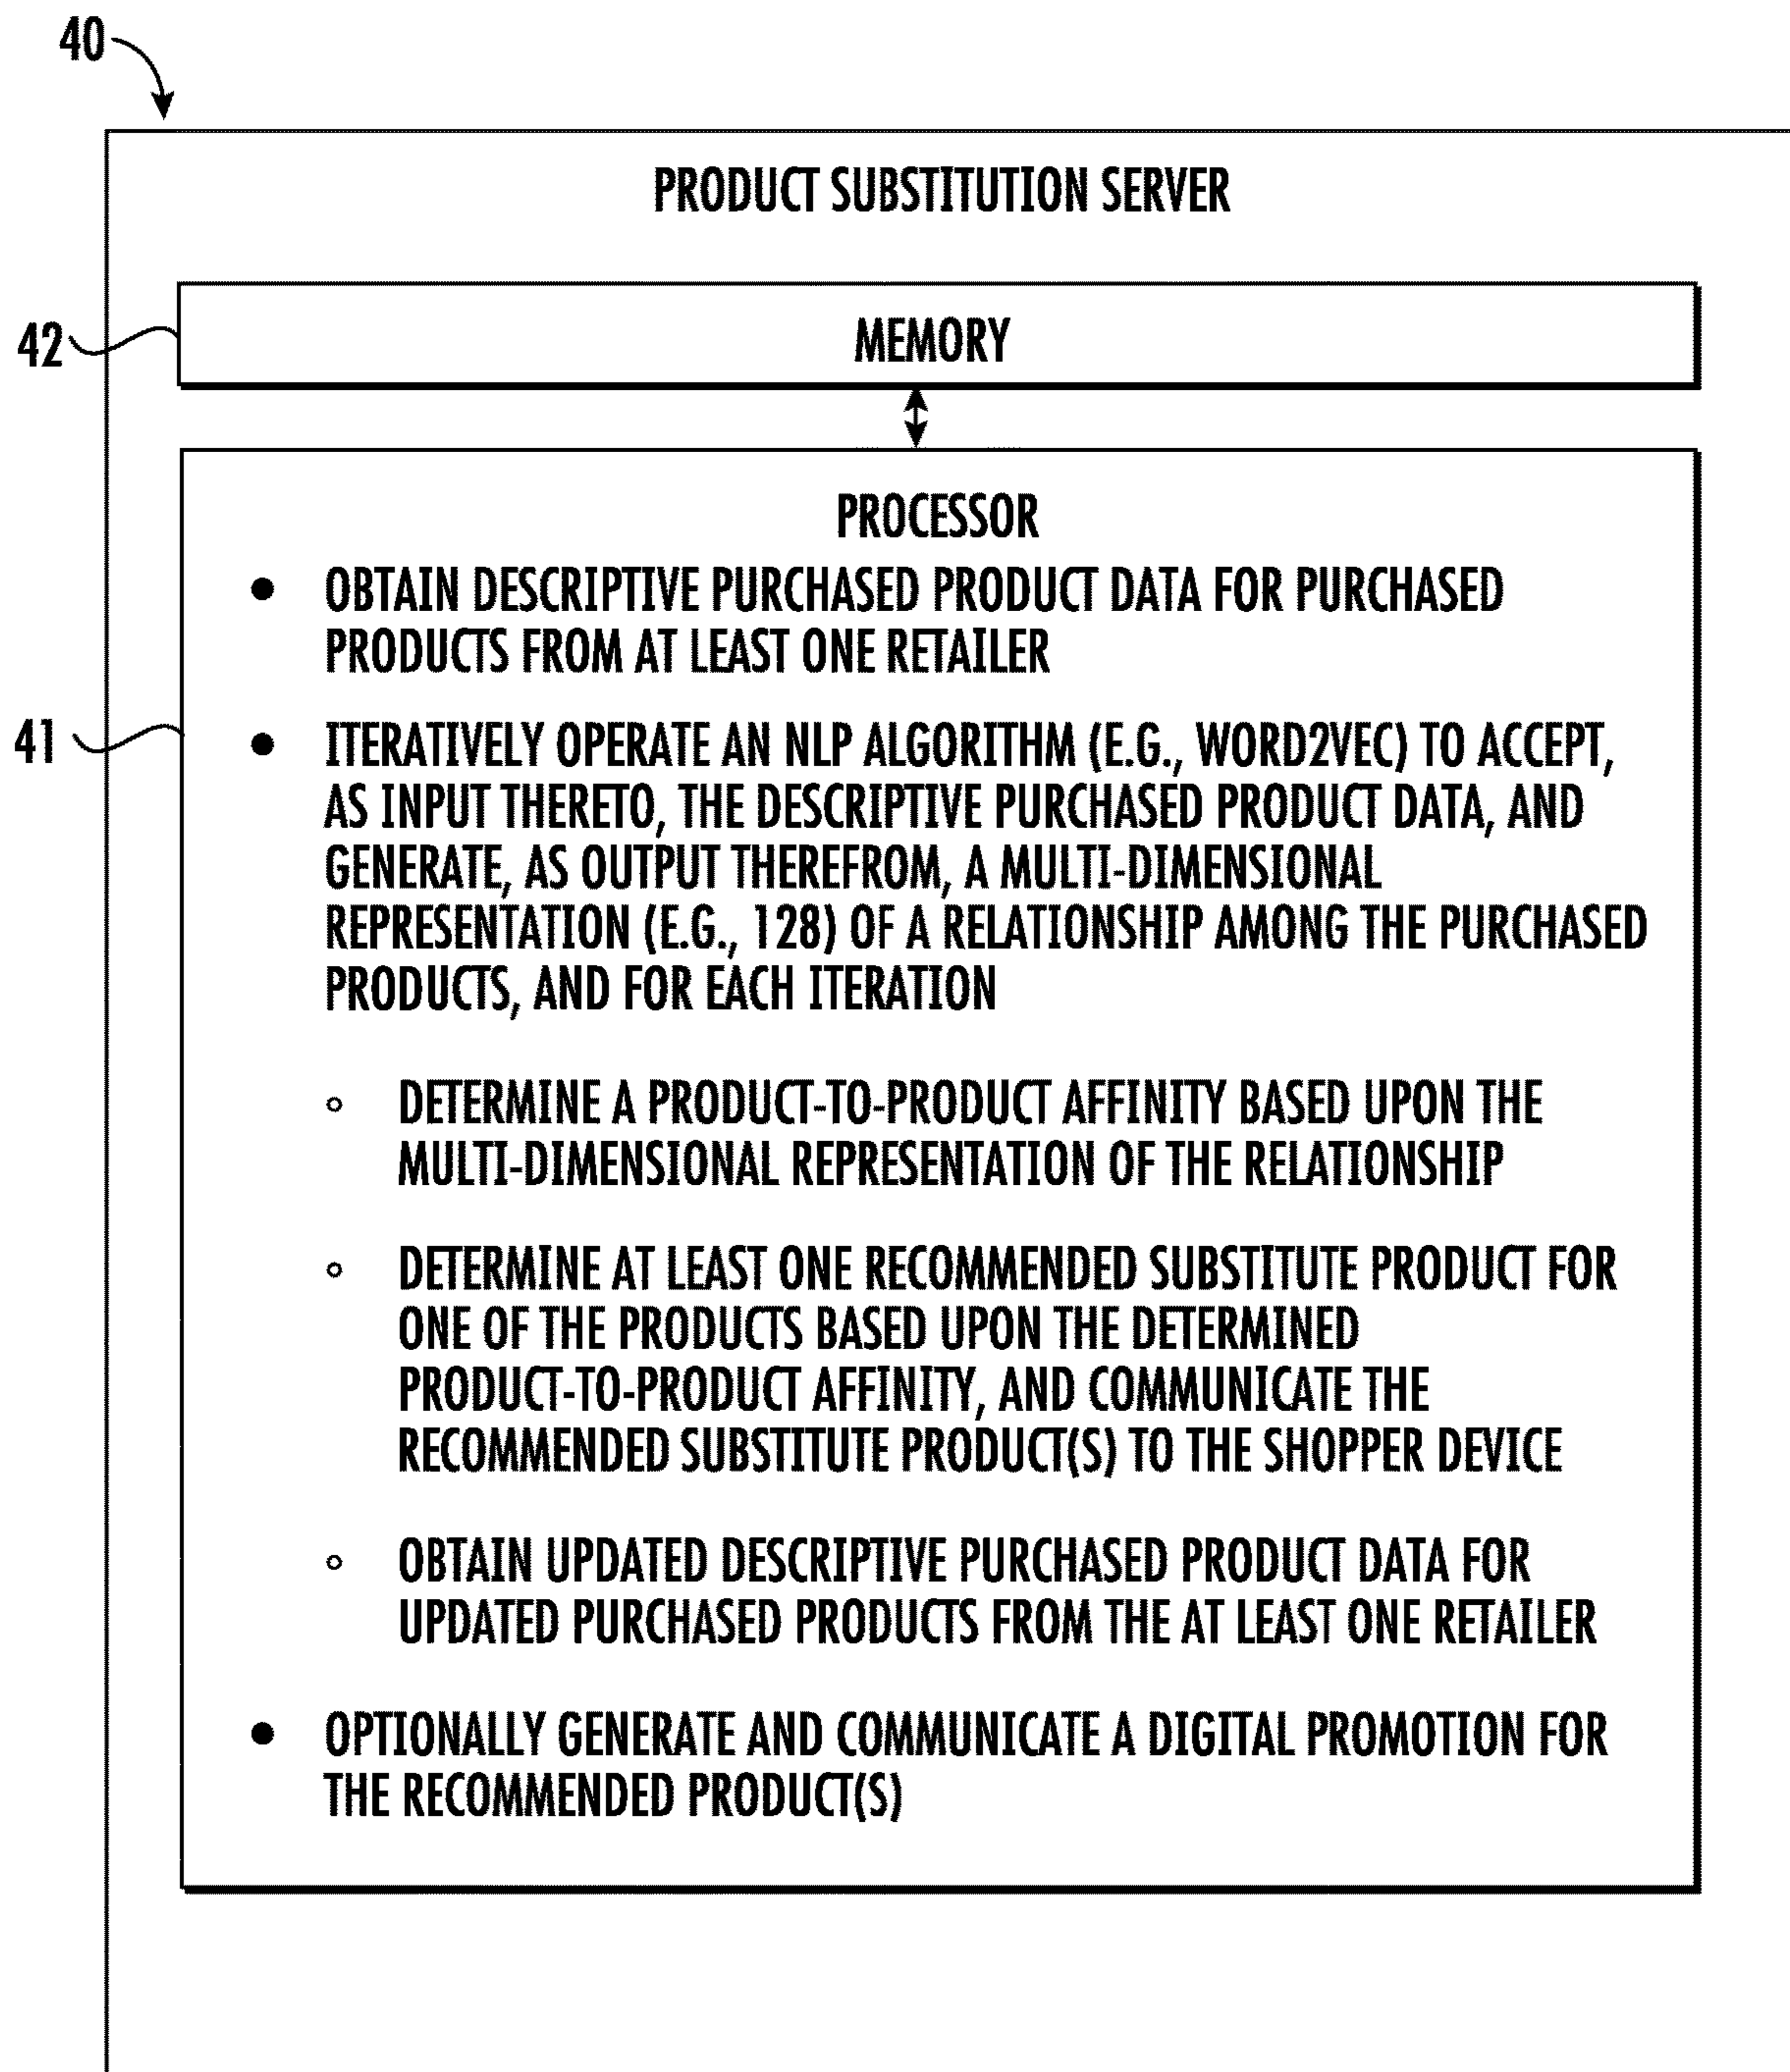 40
PRODUCT SUBSTITUTION SERVER
42
MEMORY
PROCESSOR
• OBTAIN DESCRIPTIVE PURCHASED PRODUCT DATA FOR PURCHASED
PRODUCTS FROM AT LEAST ONE RETAILER
41
• ITERATIVELY OPERATE AN NLP ALGORITHM (E.G., WORD2VEC) TO ACCEPT,
AS INPUT THERETO, THE DESCRIPTIVE PURCHASED PRODUCT DATA, AND
GENERATE, AS OUTPUT THEREFROM, A MULTI-DIMENSIONAL
REPRESENTATION (E.G., 128) OF A RELATIONSHIP AMONG THE PURCHASED
PRODUCTS, AND FOR EACH ITERATION
◦ DETERMINE A PRODUCT-TO-PRODUCT AFFINITY BASED UPON THE
MULTI-DIMENSIONAL REPRESENTATION OF THE RELATIONSHIP
◦ DETERMINE AT LEAST ONE RECOMMENDED SUBSTITUTE PRODUCT FOR
ONE OF THE PRODUCTS BASED UPON THE DETERMINED
PRODUCT-TO-PRODUCT AFFINITY, AND COMMUNICATE THE
RECOMMENDED SUBSTITUTE PRODUCT(S) TO THE SHOPPER DEVICE
◦ OBTAIN UPDATED DESCRIPTIVE PURCHASED PRODUCT DATA FOR
UPDATED PURCHASED PRODUCTS FROM THE AT LEAST ONE RETAILER
• OPTIONALLY GENERATE AND COMMUNICATE A DIGITAL PROMOTION FOR
THE RECOMMENDED PRODUCT(S)